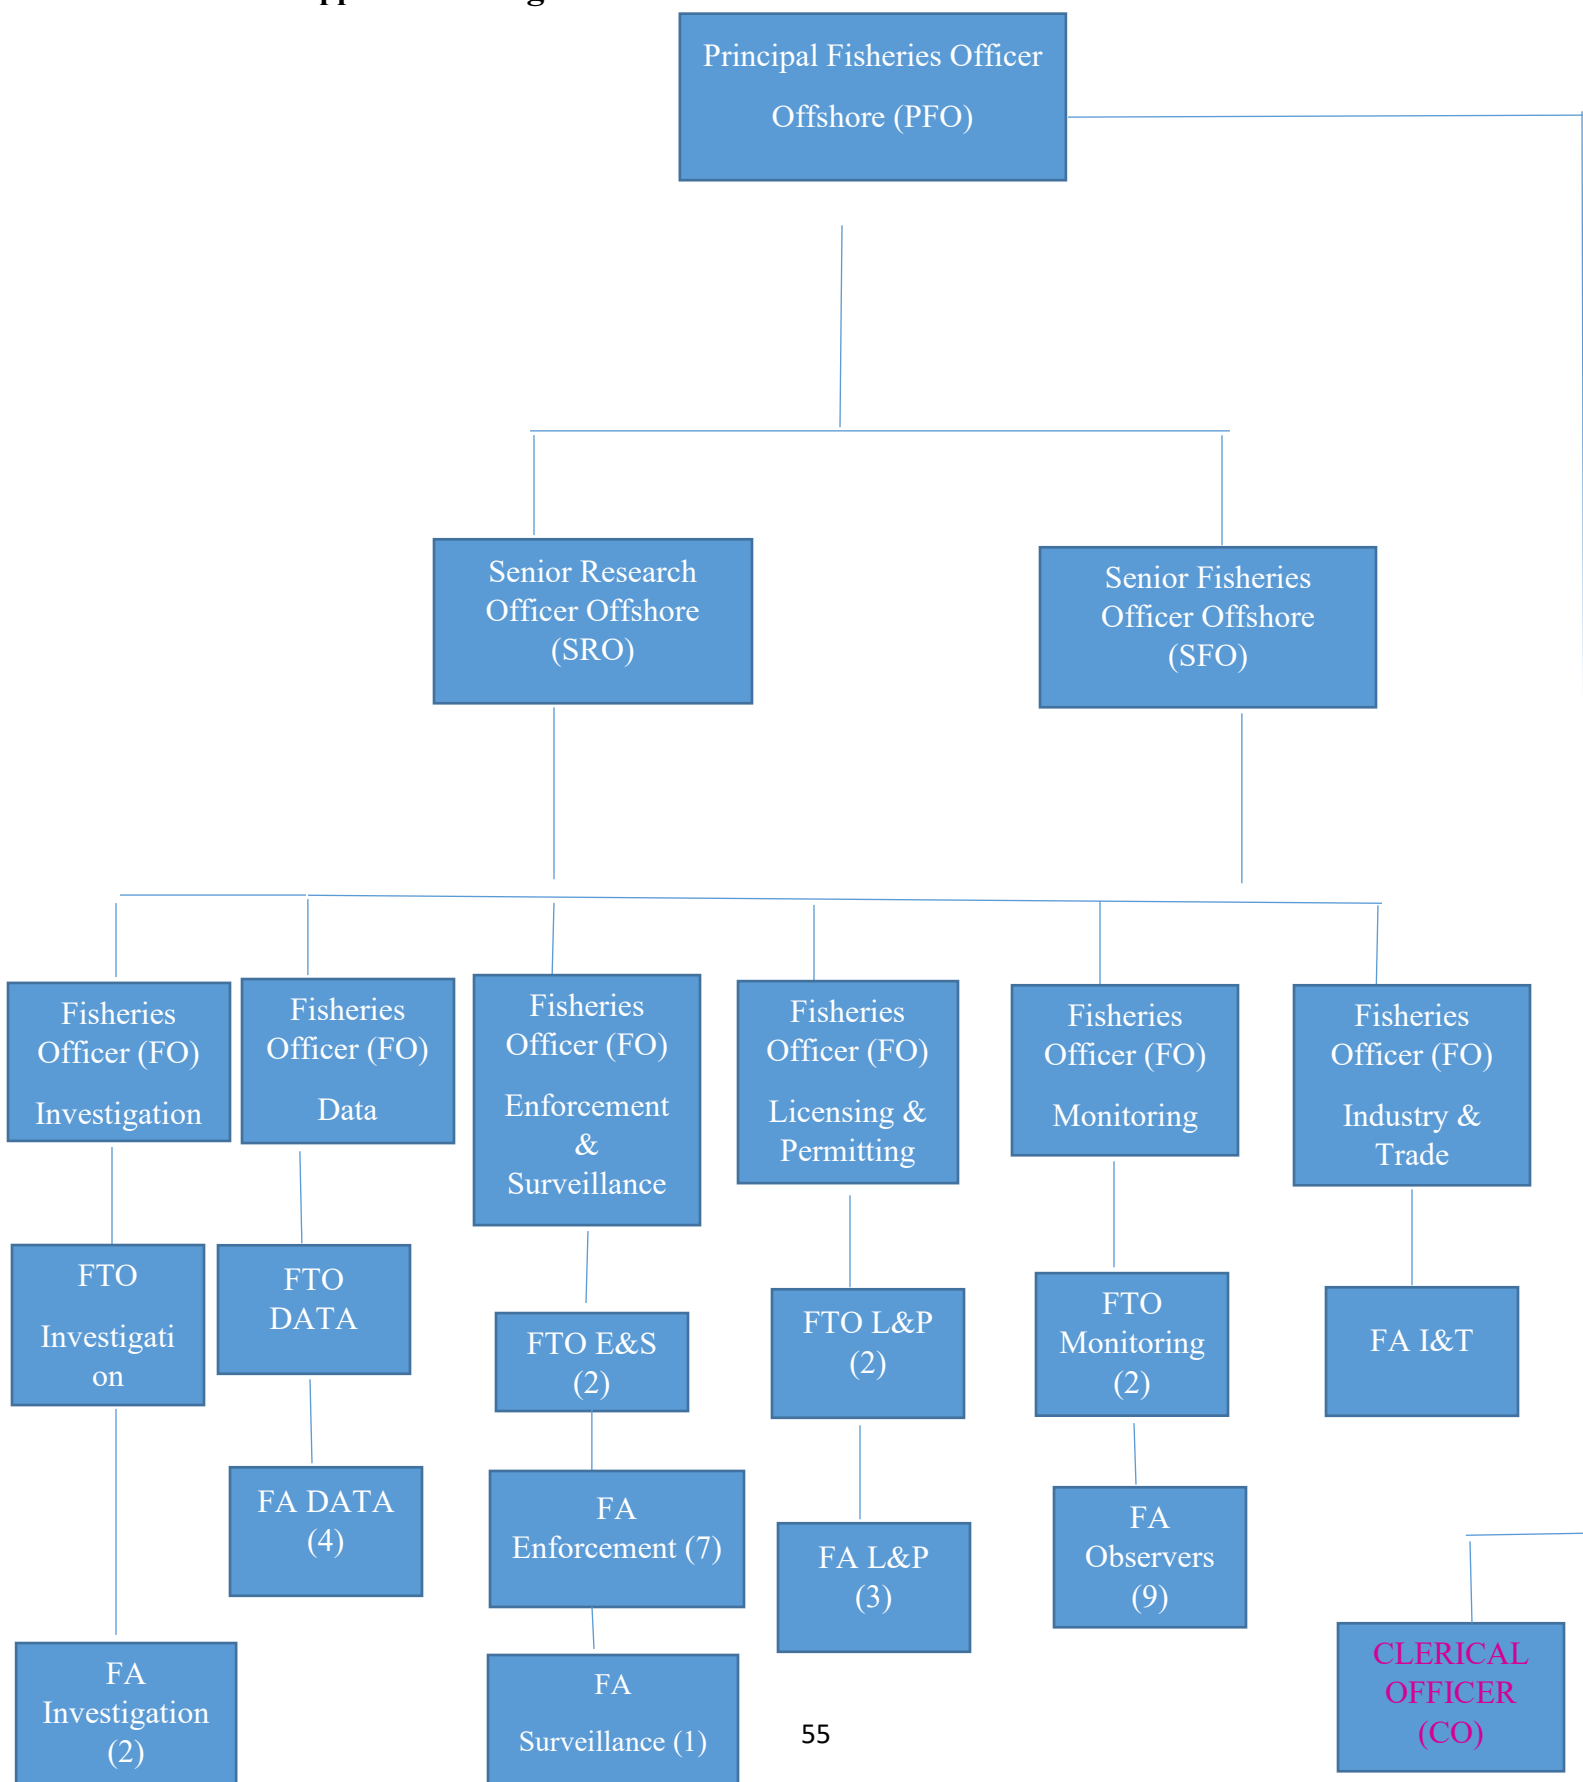 Principal Fisheries Officer
Offshore (PFO)
Senior Research
Officer Offshore
(SRO)
Senior Fisheries
Officer Offshore
(SFO)
Fisheries
Officer (FO)
Investigation
Fisheries
Officer (FO)
Data
Fisheries
Officer (FO)
Enforcement
&
Surveillance
Fisheries
Officer (FO)
Licensing &
Permitting
Fisheries
Officer (FO)
Monitoring
Fisheries
Officer (FO)
Industry &
Trade
FTO
Investigati
on
FTO
DATA
FTO E&S
(2)
FTO L&P
(2)
FTO
Monitoring
(2)
FA I&T
FA DATA
(4)
FA
Enforcement (7)
FA L&P
(3)
FA
Observers
(9)
FA
Investigation
(2)
FA
Surveillance (1)
CLERICAL
OFFICER
(CO)
55